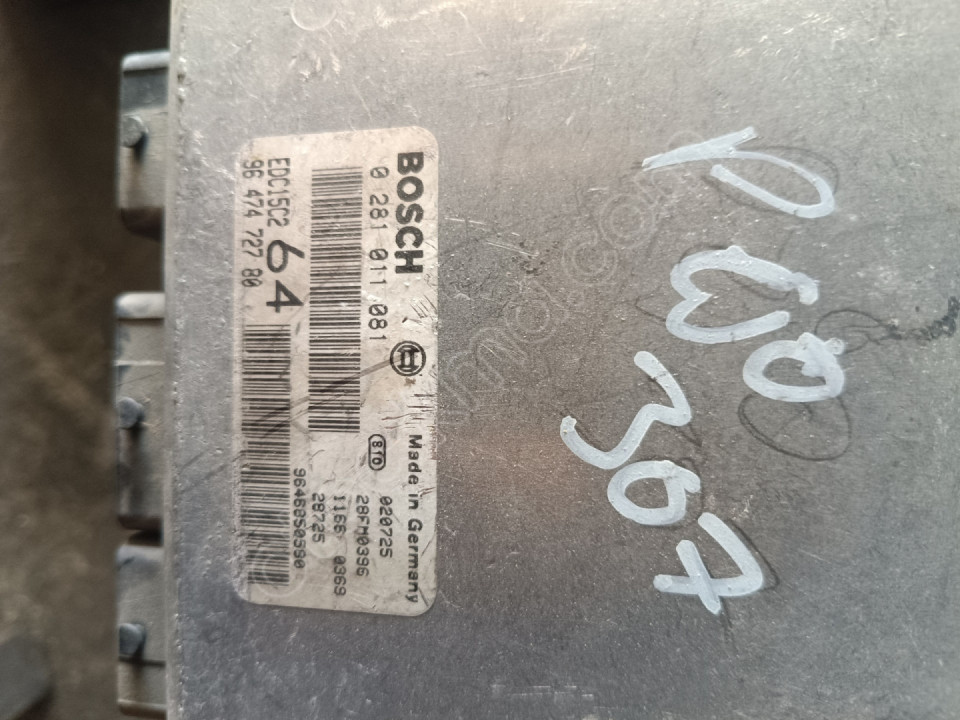 BOSCH
0 281 011 081
EDC15C2
64
96 474 727 80
Made in Germany
020725
28FM0396
1166 0369
28725
9646050590
307